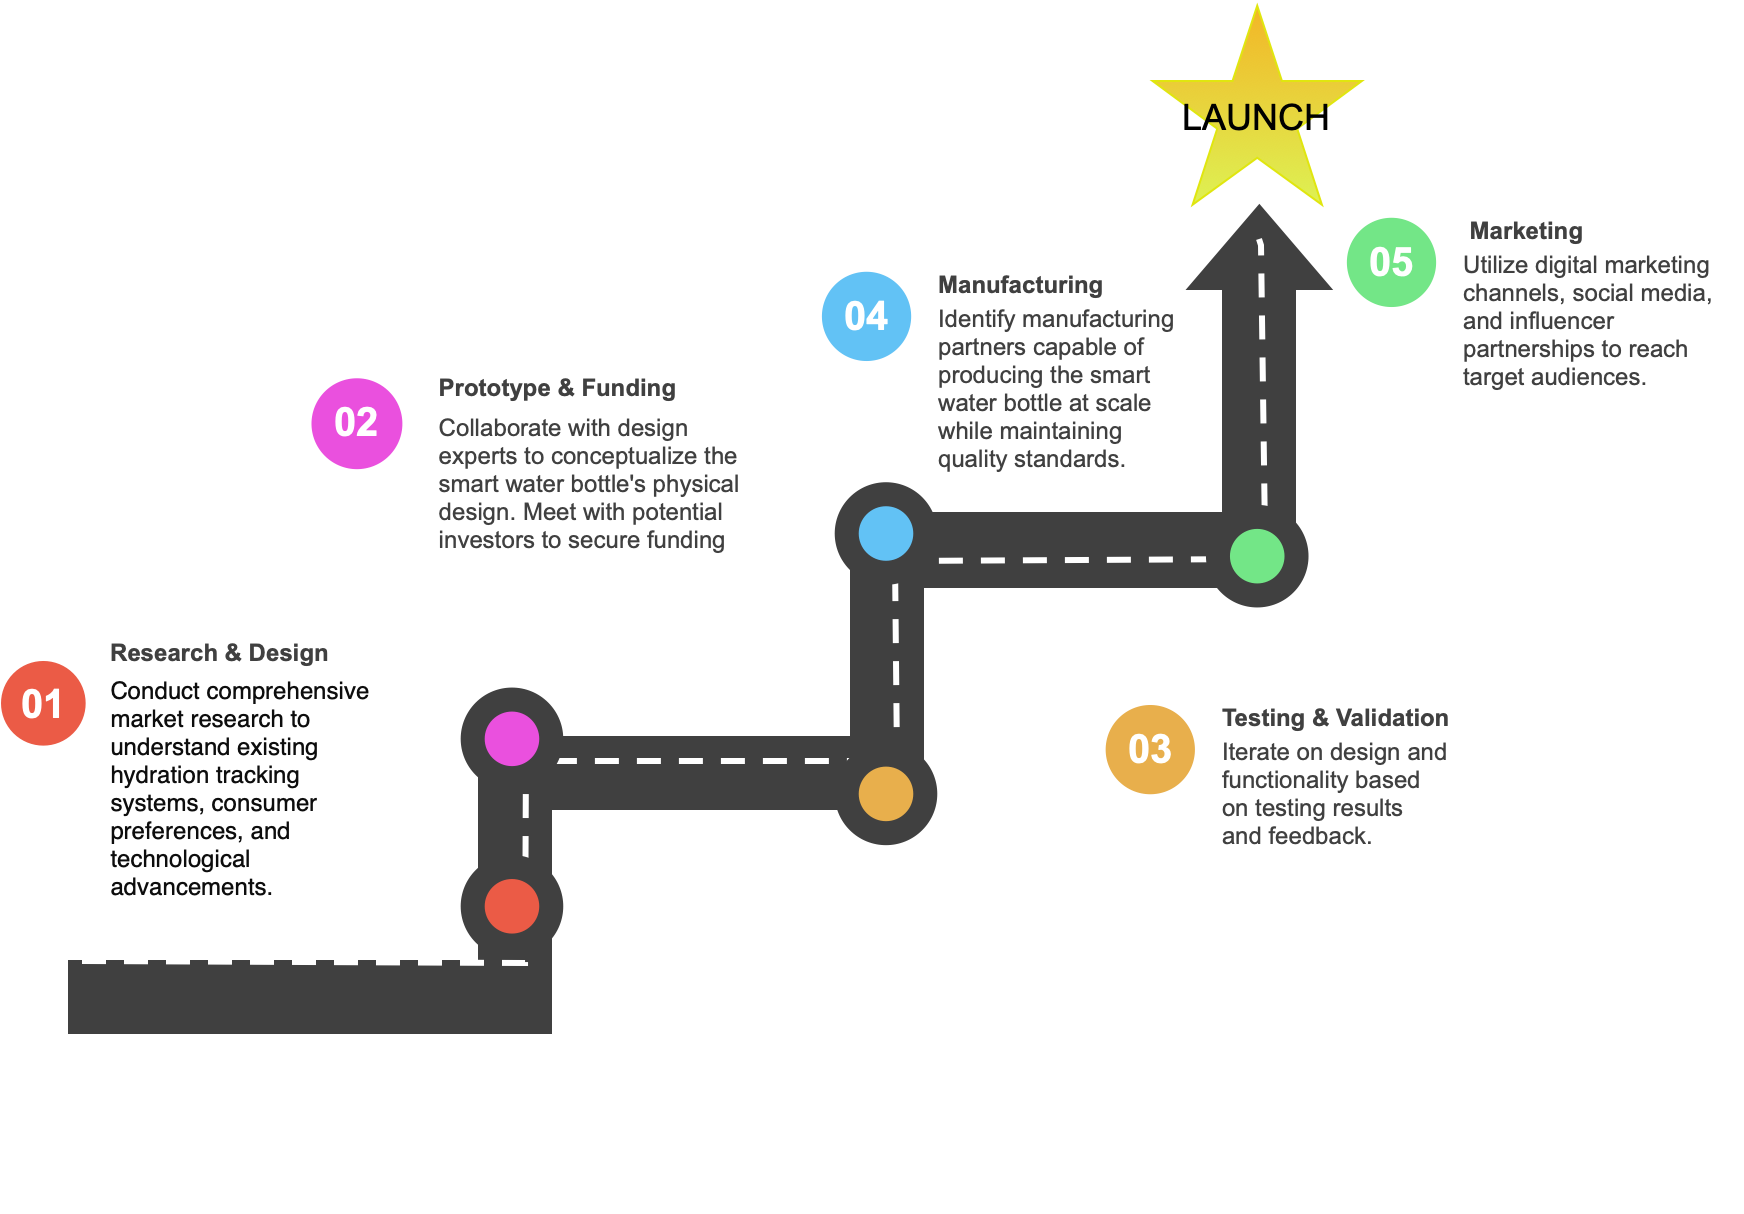 LAUNCH
01
Research & Design
Conduct comprehensive
market research to
understand existing
hydration tracking
systems, consumer
preferences, and
technological
advancements.
02
Prototype & Funding
Collaborate with design
experts to conceptualize the
smart water bottle's physical
design. Meet with potential
investors to secure funding
03
Testing & Validation
Iterate on design and
functionality based
on testing results
and feedback.
04
Manufacturing
Identify manufacturing
partners capable of
producing the smart
water bottle at scale
while maintaining
quality standards.
05
Marketing
Utilize digital marketing
channels, social media,
and influencer
partnerships to reach
target audiences.